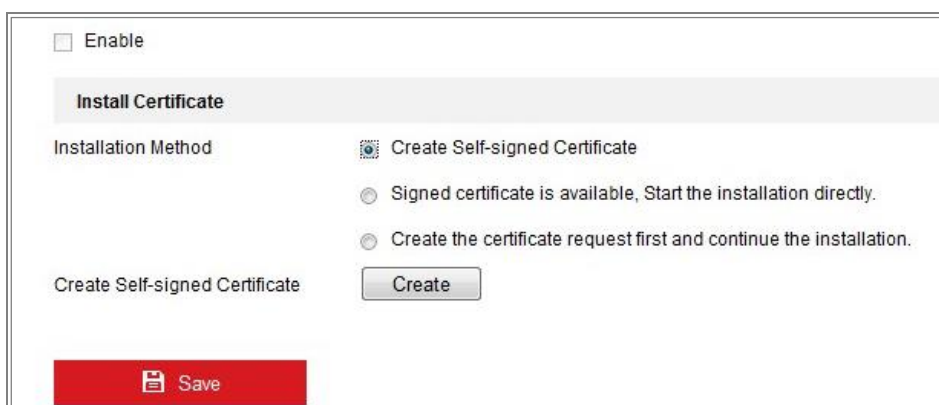 Enable
Install Certificate
Installation Method
Create Self-signed Certificate
Signed certificate is available, Start the installation directly.
Create the certificate request first and continue the installation.
Create Self-signed Certificate
Create
Save